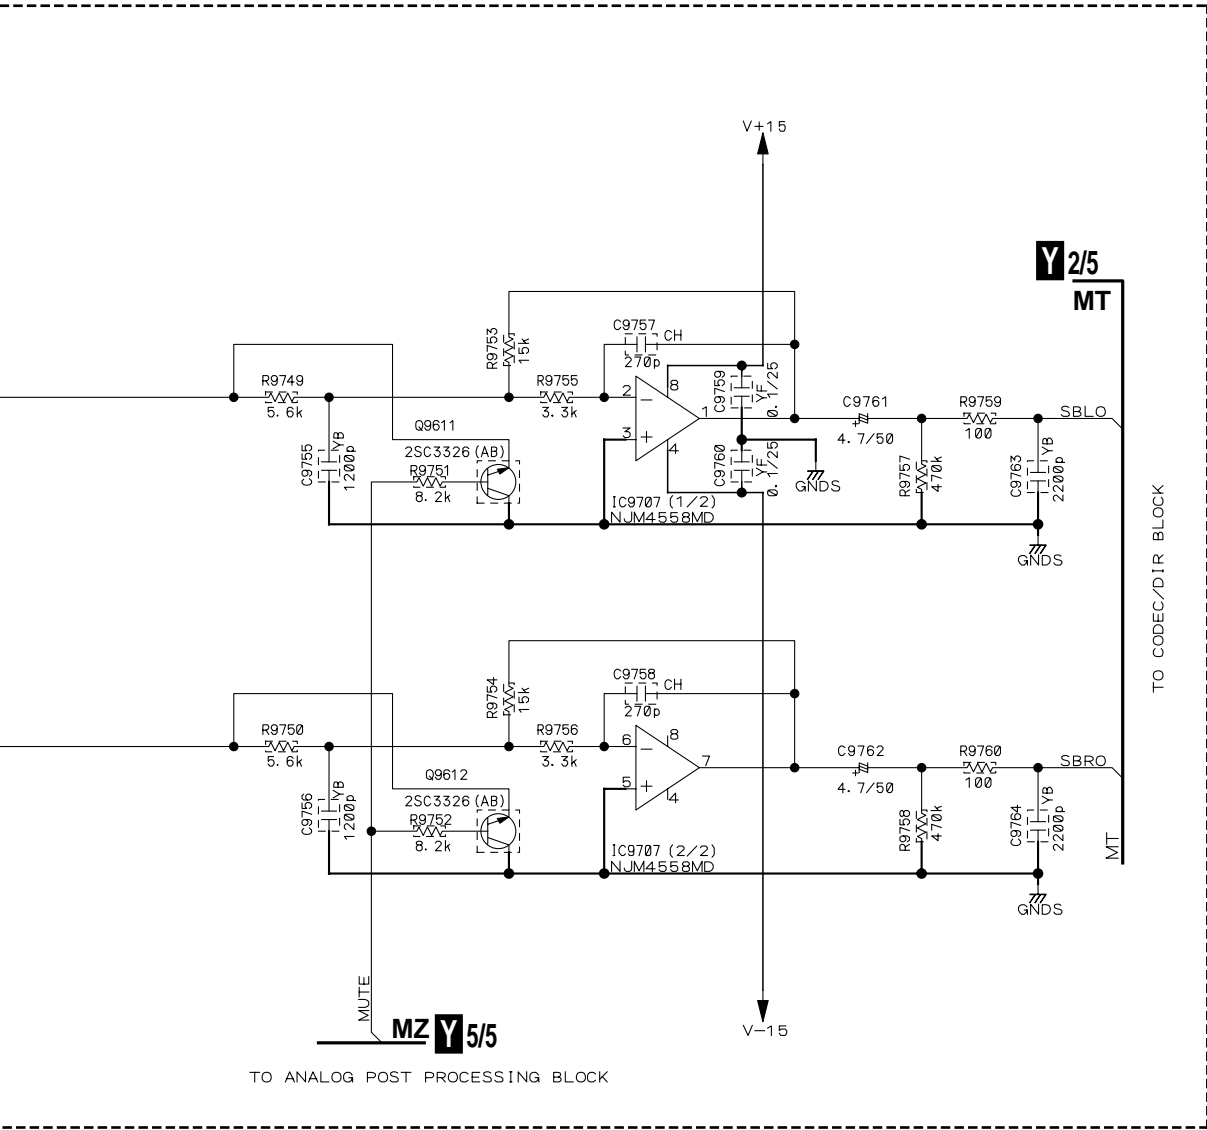 V+15
Y 2/5
MT
C9757
CH
270p
R9753
15k
R9749
5.6k
R9755
3.3k
2
8
3
1
4
C9759
YF
0.1/25
C9760
YF
0.1/25
GNDS
C9761
4.7/50
R9759
100
SBLO
Q9611
2SC3326(AB)
R9751
8.2k
C9755
YB
1200p
IC9707 (1/2)
NJM4558MD
R9757
470k
C9763
YB
2200p
GNDS
TO CODEC/DIR BLOCK
C9758
CH
270p
R9754
15k
R9750
5.6k
R9756
3.3k
6
8
5
7
4
C9762
4.7/50
R9760
100
SBRO
Q9612
2SC3326(AB)
R9752
8.2k
C9756
YB
1200p
IC9707 (2/2)
NJM4558MD
R9758
470k
C9764
YB
2200p
MT
GNDS
MUTE
MZ Y 5/5
V-15
TO ANALOG POST PROCESSING BLOCK